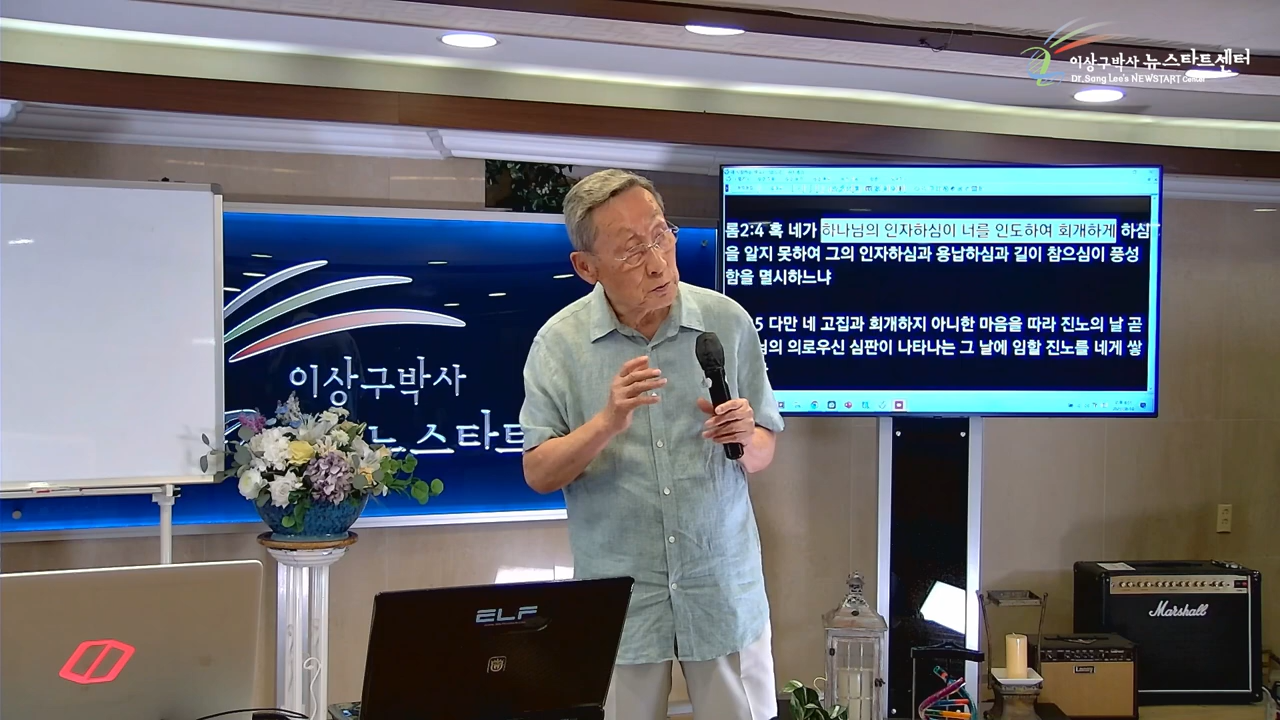 이상구박사 뉴스타트센터
Dr. Sang Lee's NEWSTART Center
롬2:4 혹 네가 하나님의 인자하심이 너를 인도하여 회개하게 하심
을 알지 못하여 그의 인자하심과 용납하심과 길이 참으심이 풍성
함을 멸시하느냐
5 다만 네 고집과 회개하지 아니한 마음을 따라 진노의 날 곧
의 의로우신 심판이 나타나는 그 날에 임할 진노를 네게 쌓
이상구박사
뉴스타트
ELF
Marshall
Laney